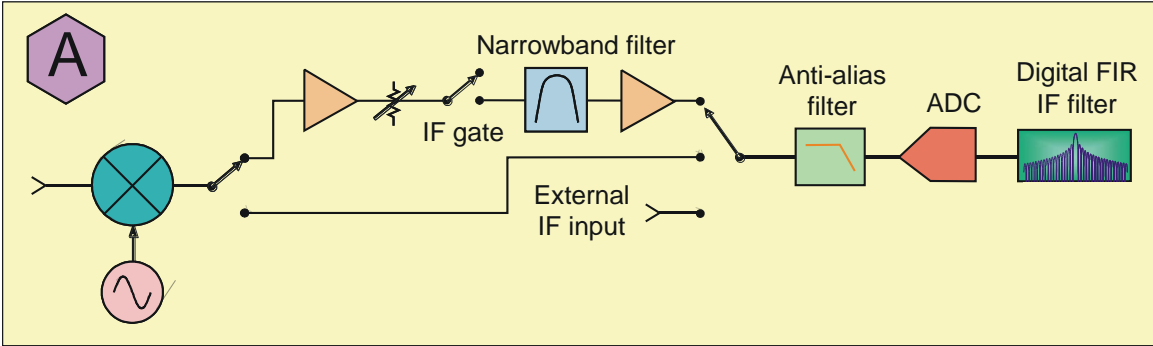 A
Narrowband filter
IF gate
External
IF input
Anti-alias
filter
ADC
Digital FIR
IF filter